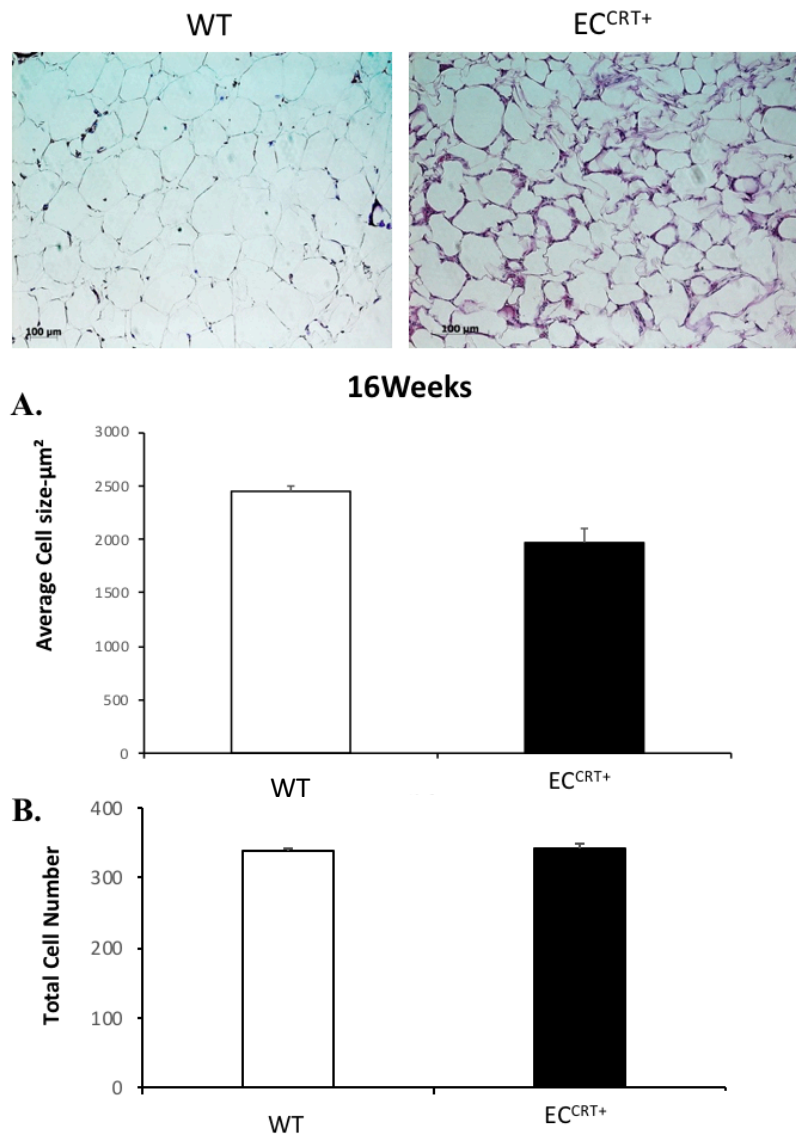 WT
EC^CRT+
100 µm
100 µm
16Weeks
A.
Average Cell size-µm²
3000
2500
2000
1500
1000
500
0
WT
EC^CRT+
B.
Total Cell Number
400
300
200
100
0
WT
EC^CRT+